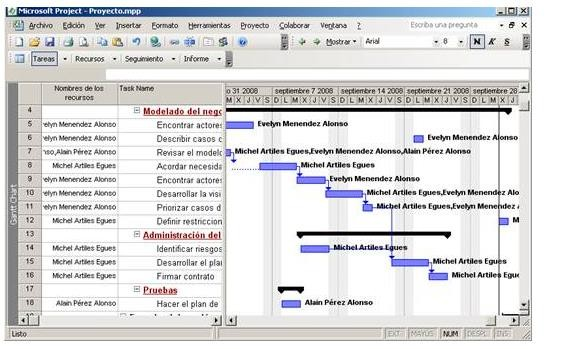 Microsoft Project - Proyecto.mpp
Archivo Edición Ver Insertar Formato Herramientas Proyecto Colaborar Ventana ? Escriba una pregunta
Mostrar Arial 8 N K S
Tareas Recursos Seguimiento Informe
Nombres de los recursos Task Name
o 31 2008 septiembre 7 2008 septiembre 14 2008 septiembre 21 2008 septiembre 28
Gantt Chart
4 Modelado del nego
5 velyn Menendez Alonso Encontrar actores Evelyn Menendez Alonso
6 velyn Menendez Alonso Describir casos d Evelyn Menendez Alonso
7 nso,Alain Pérez Alonso Revisar el modelo Michel Artiles Egues,Evelyn Menendez Alonso,Alain Pérez Alonso
8 Michel Artiles Egues Acordar necesida Michel Artiles Egues
9 velyn Menendez Alonso Encontrar actores Evelyn Menendez Alonso
10 velyn Menendez Alonso Desarrollar la visi Michel Artiles Egues,Evelyn Menendez Alo
11 velyn Menendez Alonso Priorizar casos d Michel Artiles Egues,Evelyn Menendez
12 Michel Artiles Egues Definir restriccion M
13 Administración del
14 Michel Artiles Egues Identificar riesgos Michel Artiles Egues
15 Michel Artiles Egues Desarrollar el plan Michel Artiles Egues
16 Michel Artiles Egues Firmar contrato Michel Artiles Egue
17 Pruebas
18 Alain Pérez Alonso Hacer el plan de Alain Pérez Alonso
Listo EXT MAYÚS NUM DESPL INS